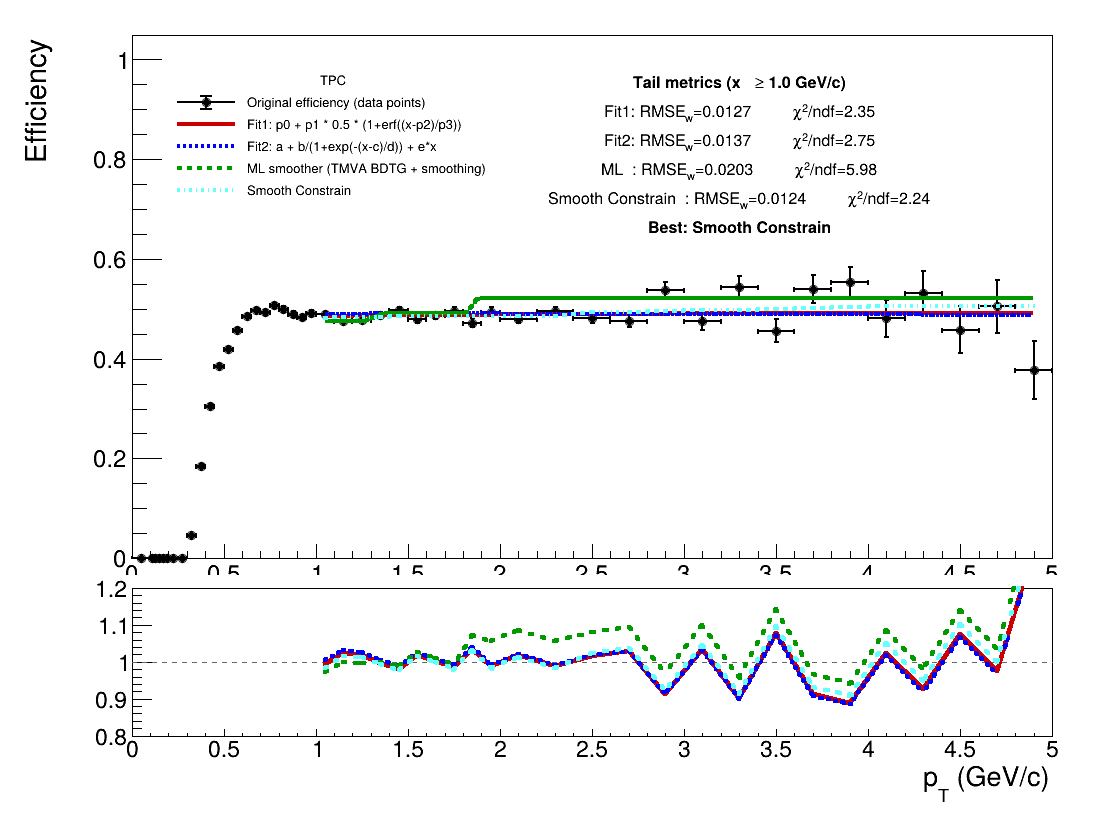 Efficiency
1
0.8
0.6
0.4
0.2
0
TPC
Original efficiency (data points)
Fit1: p0 + p1 * 0.5 * (1+erf((x-p2)/p3))
Fit2: a + b/(1+exp(-(x-c)/d)) + e*x
ML smoother (TMVA BDTG + smoothing)
Smooth Constrain
Tail metrics (x ≥ 1.0 GeV/c)
Fit1: RMSE_w=0.0127 χ²/ndf=2.35
Fit2: RMSE_w=0.0137 χ²/ndf=2.75
ML : RMSE_w=0.0203 χ²/ndf=5.98
Smooth Constrain : RMSE_w=0.0124 χ²/ndf=2.24
Best: Smooth Constrain
0 0.5 1 1.5 2 2.5 3 3.5 4 4.5 5
1.2
1.1
1
0.9
0.8
0 0.5 1 1.5 2 2.5 3 3.5 4 4.5 5
p_T (GeV/c)